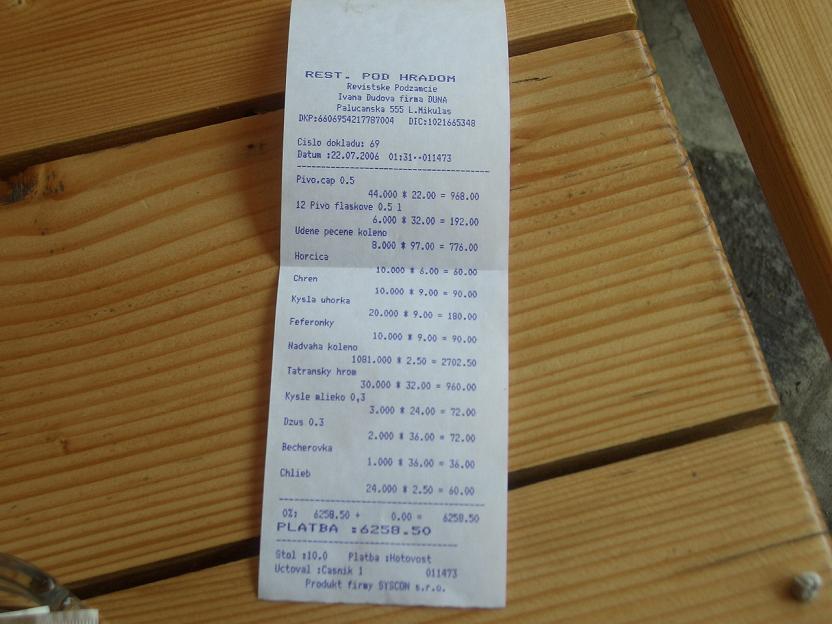 REST. POD HRADOM
Revistske Podzamcie
Ivana Dudova firma DUNA
Palucanska 555 L.Mikulas
DKP:6606954217787004 DIC:1021665348
Cislo dokladu: 69
Datum :22.07.2006 01:31--011473
Pivo.cap 0.5
44.000 * 22.00 = 968.00
12 Pivo flaskove 0.5 l
6.000 * 32.00 = 192.00
Udene pecene koleno
8.000 * 97.00 = 776.00
Horcica
10.000 * 6.00 = 60.00
Chren
10.000 * 9.00 = 90.00
Kysla uhorka
20.000 * 9.00 = 180.00
Feferonky
10.000 * 9.00 = 90.00
Nadvaha koleno
1081.000 * 2.50 = 2702.50
Tatransky hrom
30.000 * 32.00 = 960.00
Kysle mlieko 0,3
3.000 * 24.00 = 72.00
Dzus 0.3
2.000 * 36.00 = 72.00
Becherovka
1.000 * 36.00 = 36.00
Chlieb
24.000 * 2.50 = 60.00
0%: 6258.50 + 0.00 = 6258.50
PLATBA :6258.50
Stol :10.0 Platba :Hotovost
Uctoval :Casnik 1 011473
Produkt firmy SYSCON s.r.o.